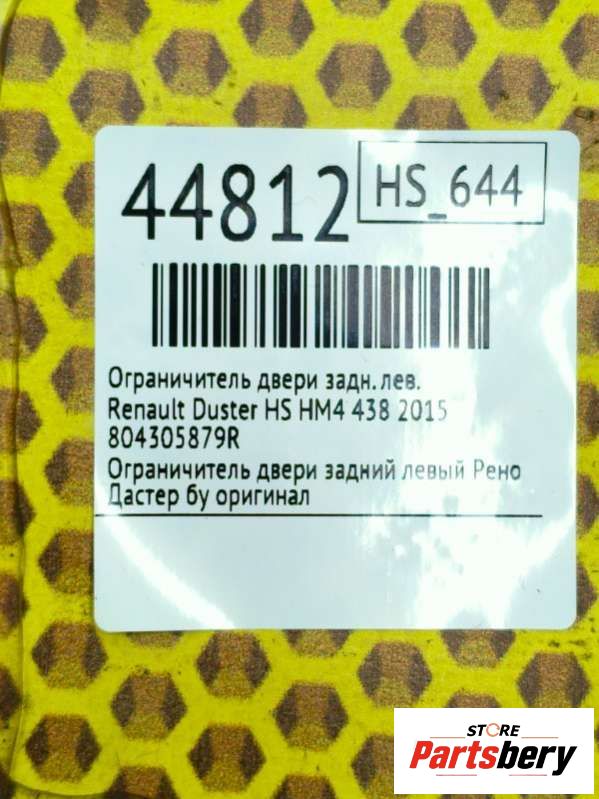 44812
HS_644
Ограничитель двери задн.лев.
Renault Duster HS HM4 438 2015
804305879R
Ограничитель двери задний левый Рено
Дастер бу оригинал
STORE
Partsbery